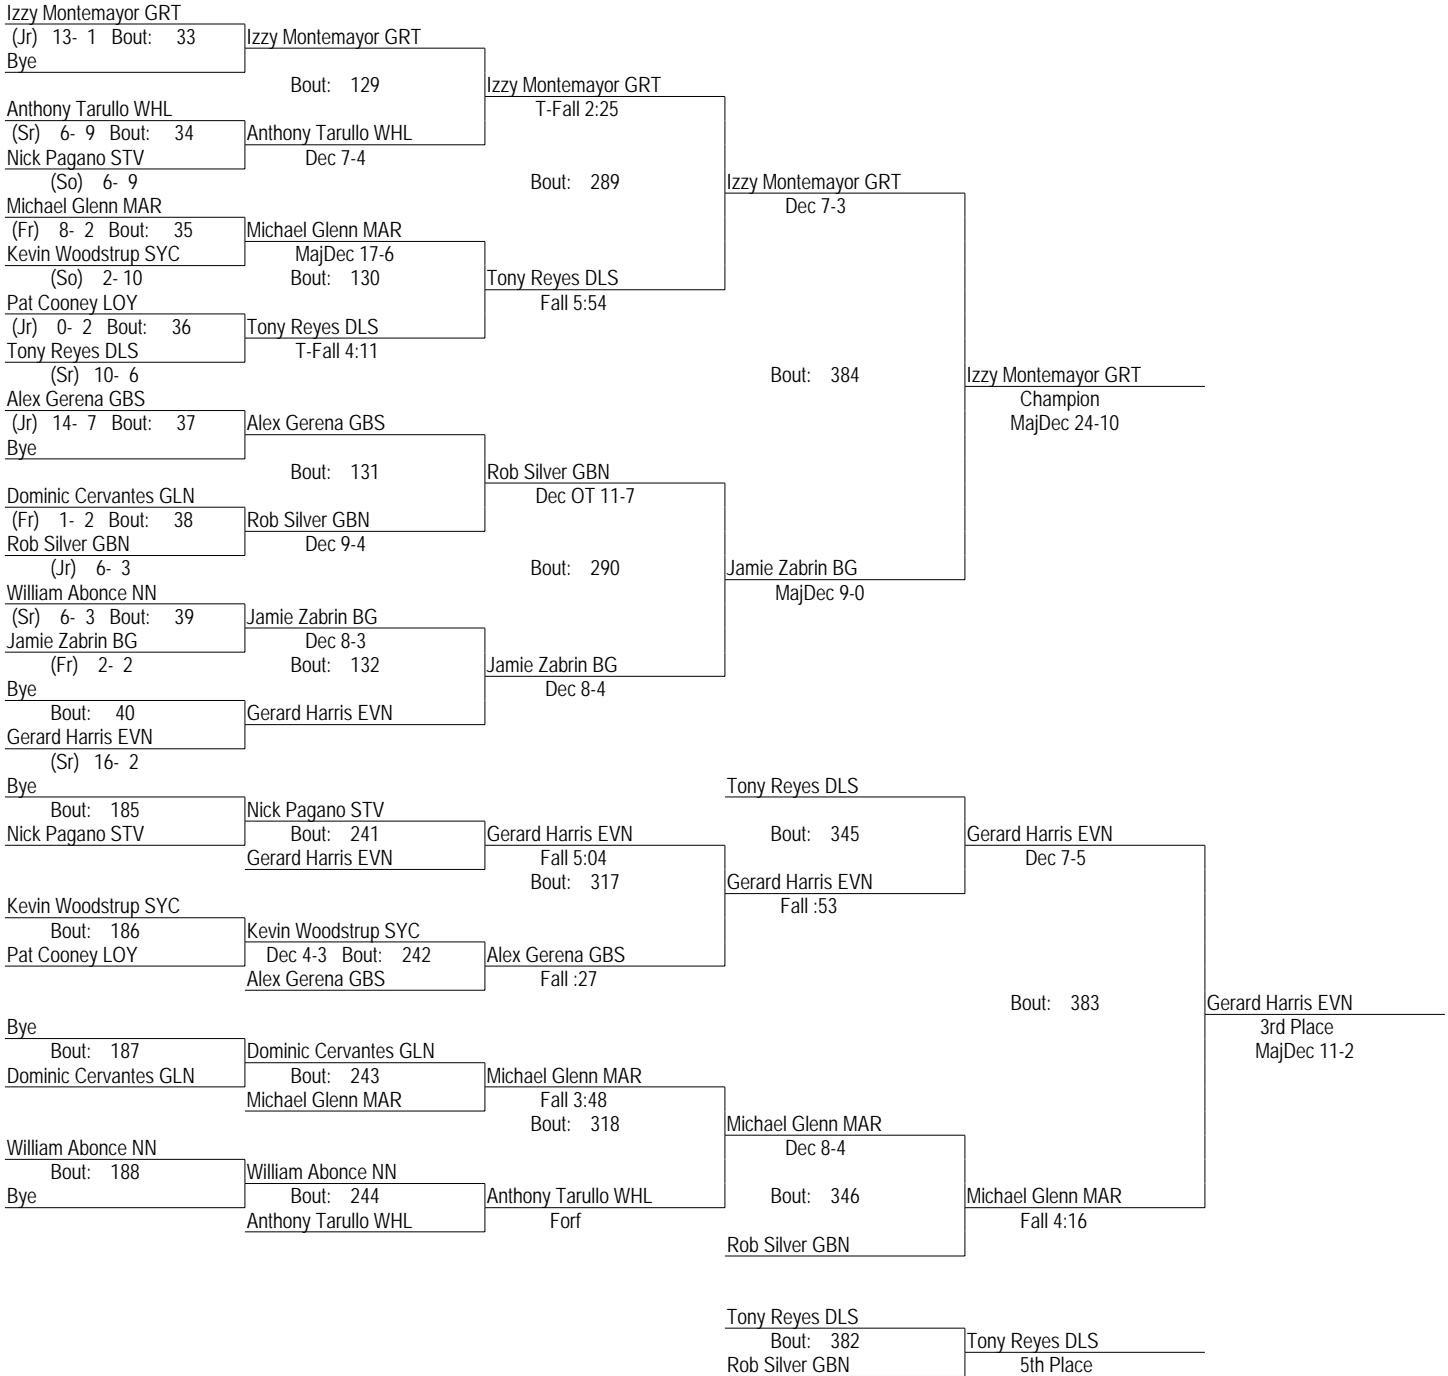 Izzy Montemayor GRT
(Jr) 13- 1 Bout: 33 Izzy Montemayor GRT
Bye
Bout: 129 Izzy Montemayor GRT
Anthony Tarullo WHL T-Fall 2:25
(Sr) 6- 9 Bout: 34 Anthony Tarullo WHL
Nick Pagano STV Dec 7-4
(So) 6- 9 Bout: 289 Izzy Montemayor GRT
Michael Glenn MAR Dec 7-3
(Fr) 8- 2 Bout: 35 Michael Glenn MAR
Kevin Woodstrup SYC MajDec 17-6
(So) 2- 10 Bout: 130 Tony Reyes DLS
Pat Cooney LOY Fall 5:54
(Jr) 0- 2 Bout: 36 Tony Reyes DLS
Tony Reyes DLS T-Fall 4:11
(Sr) 10- 6 Bout: 384 Izzy Montemayor GRT
Alex Gerena GBS Champion
(Jr) 14- 7 Bout: 37 Alex Gerena GBS MajDec 24-10
Bye
Bout: 131 Rob Silver GBN
Dominic Cervantes GLN Dec OT 11-7
(Fr) 1- 2 Bout: 38 Rob Silver GBN
Rob Silver GBN Dec 9-4
(Jr) 6- 3 Bout: 290 Jamie Zabrin BG
William Abonce NN MajDec 9-0
(Sr) 6- 3 Bout: 39 Jamie Zabrin BG
Jamie Zabrin BG Dec 8-3
(Fr) 2- 2 Bout: 132 Jamie Zabrin BG
Bye Dec 8-4
Bout: 40 Gerard Harris EVN
Gerard Harris EVN
(Sr) 16- 2
Bye Tony Reyes DLS
Bout: 185 Nick Pagano STV
Nick Pagano STV Bout: 241 Gerard Harris EVN Bout: 345 Gerard Harris EVN
Gerard Harris EVN Fall 5:04 Dec 7-5
Bout: 317 Gerard Harris EVN
Kevin Woodstrup SYC Fall :53
Bout: 186 Kevin Woodstrup SYC
Pat Cooney LOY Dec 4-3 Bout: 242 Alex Gerena GBS
Alex Gerena GBS Fall :27
Bout: 383 Gerard Harris EVN
Bye 3rd Place
Bout: 187 Dominic Cervantes GLN MajDec 11-2
Dominic Cervantes GLN Bout: 243 Michael Glenn MAR
Michael Glenn MAR Fall 3:48
Bout: 318 Michael Glenn MAR
William Abonce NN Dec 8-4
Bout: 188 William Abonce NN
Bye Bout: 244 Anthony Tarullo WHL Bout: 346 Michael Glenn MAR
Anthony Tarullo WHL Forf Fall 4:16
Rob Silver GBN
Tony Reyes DLS
Bout: 382 Tony Reyes DLS
Rob Silver GBN 5th Place